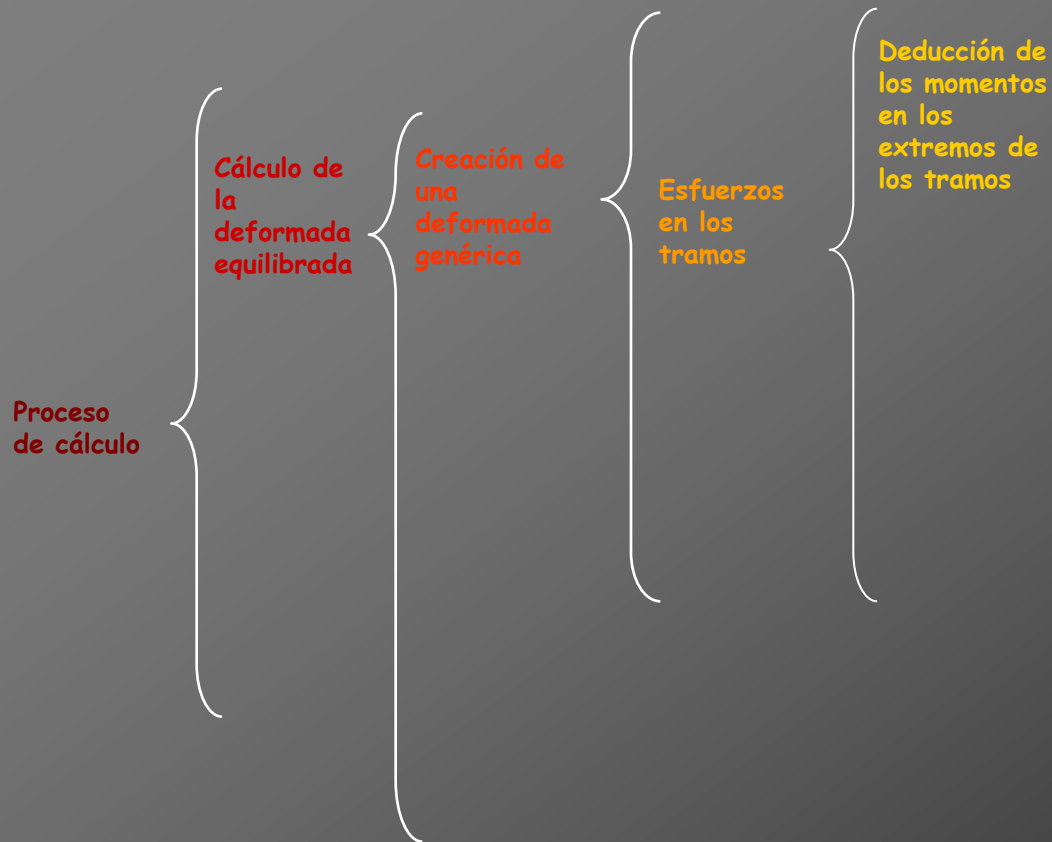 Proceso
de cálculo
Cálculo de
la
deformada
equilibrada
Creación de
una
deformada
genérica
Esfuerzos
en los
tramos
Deducción de
los momentos
en los
extremos de
los tramos